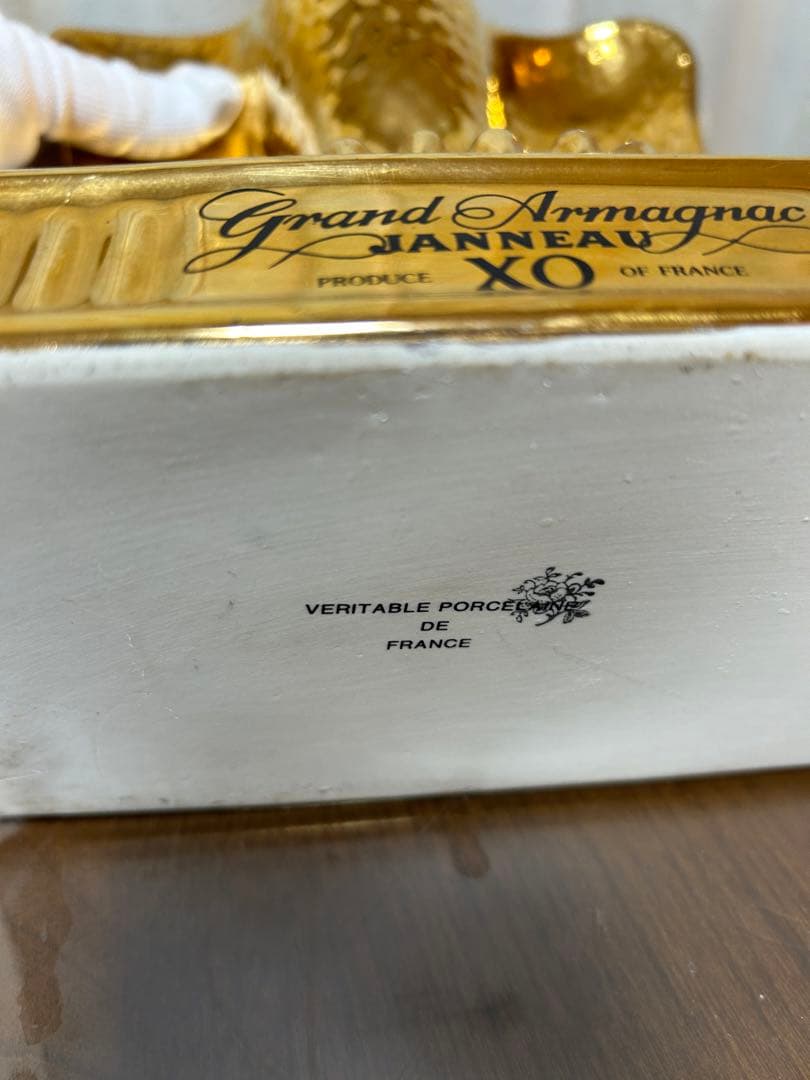 Grand Armagnac
JANNEAU
PRODUCE XO OF FRANCE
VERITABLE PORCELAINE
DE
FRANCE